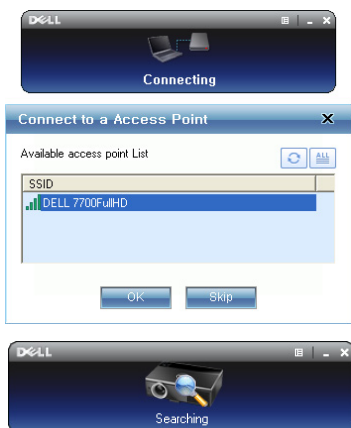 DELL
Connecting
Connect to a Access Point
Available access point List
ALL
SSID
DELL 7700FullHD
OK Skip
DELL
Searching